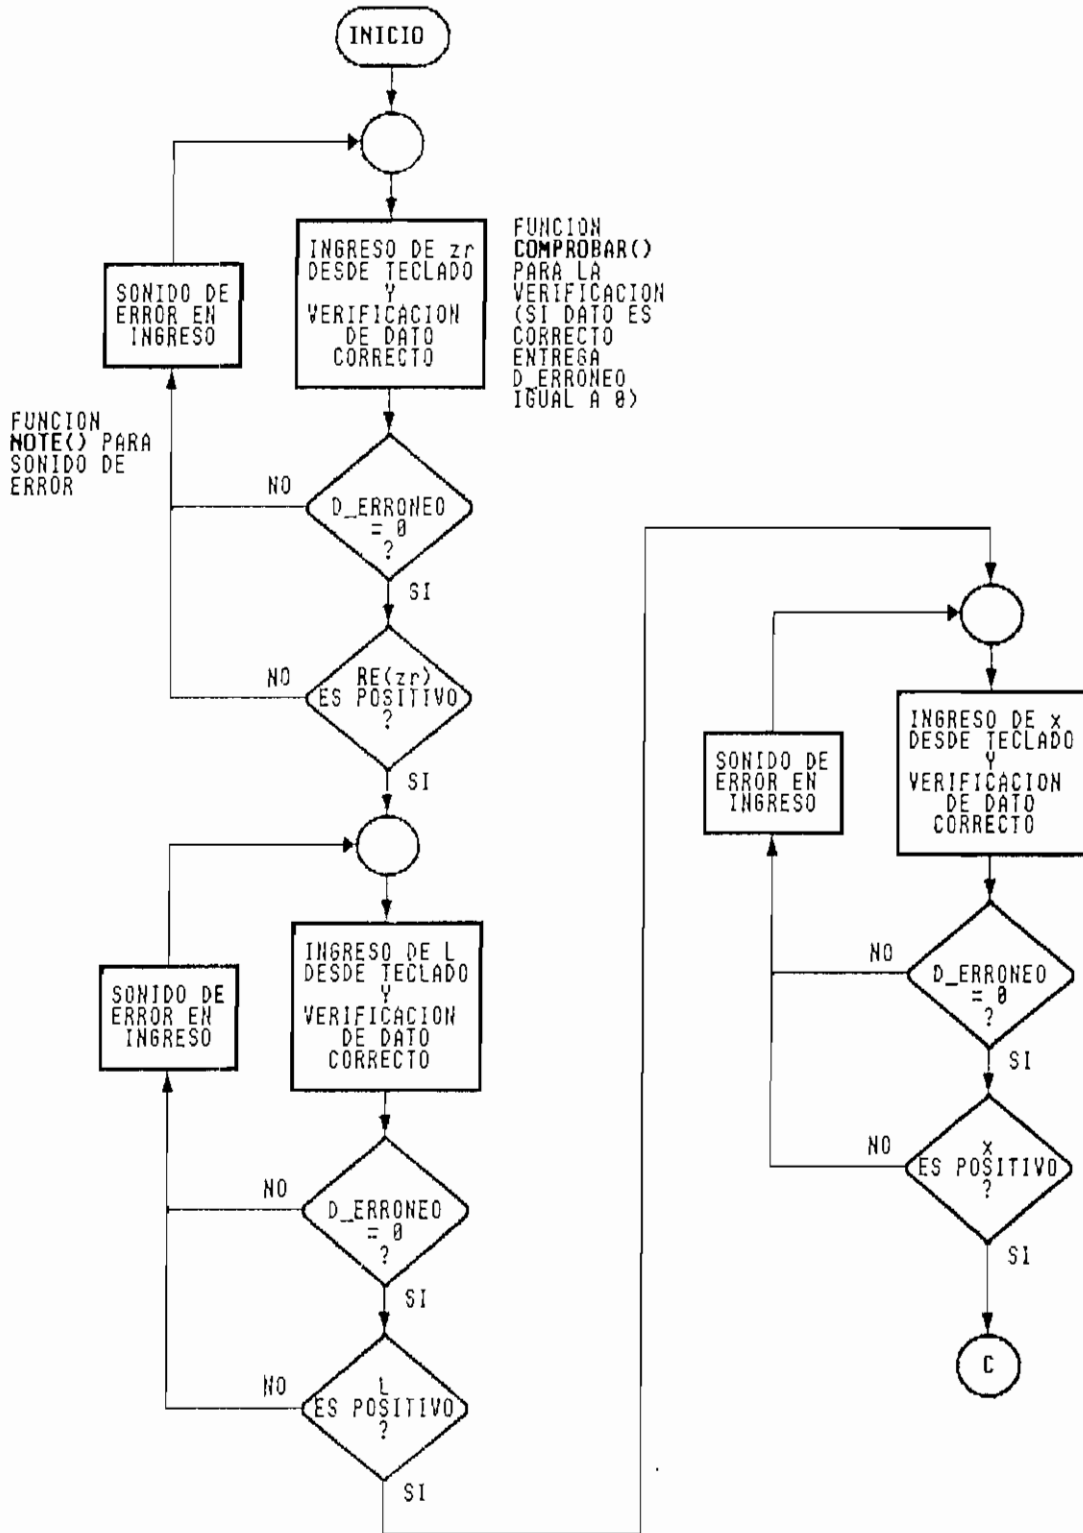 INICIO
INGRESO DE zr
DESDE TECLADO
Y
VERIFICACION
DE DATO
CORRECTO
FUNCION
COMPROBAR()
PARA LA
VERIFICACION
(SI DATO ES
CORRECTO
ENTREGA
D_ERRONEO
IGUAL A 0)
SONIDO DE
ERROR EN
INGRESO
FUNCION
NOTE() PARA
SONIDO DE
ERROR
NO
D_ERRONEO
= 0
?
SI
NO
RE(zr)
ES POSITIVO
?
SI
INGRESO DE L
DESDE TECLADO
Y
VERIFICACION
DE DATO
CORRECTO
SONIDO DE
ERROR EN
INGRESO
NO
D_ERRONEO
= 0
?
SI
NO
L
ES POSITIVO
?
SI
INGRESO DE x
DESDE TECLADO
Y
VERIFICACION
DE DATO
CORRECTO
SONIDO DE
ERROR EN
INGRESO
NO
D_ERRONEO
= 0
?
SI
NO
x
ES POSITIVO
?
SI
C